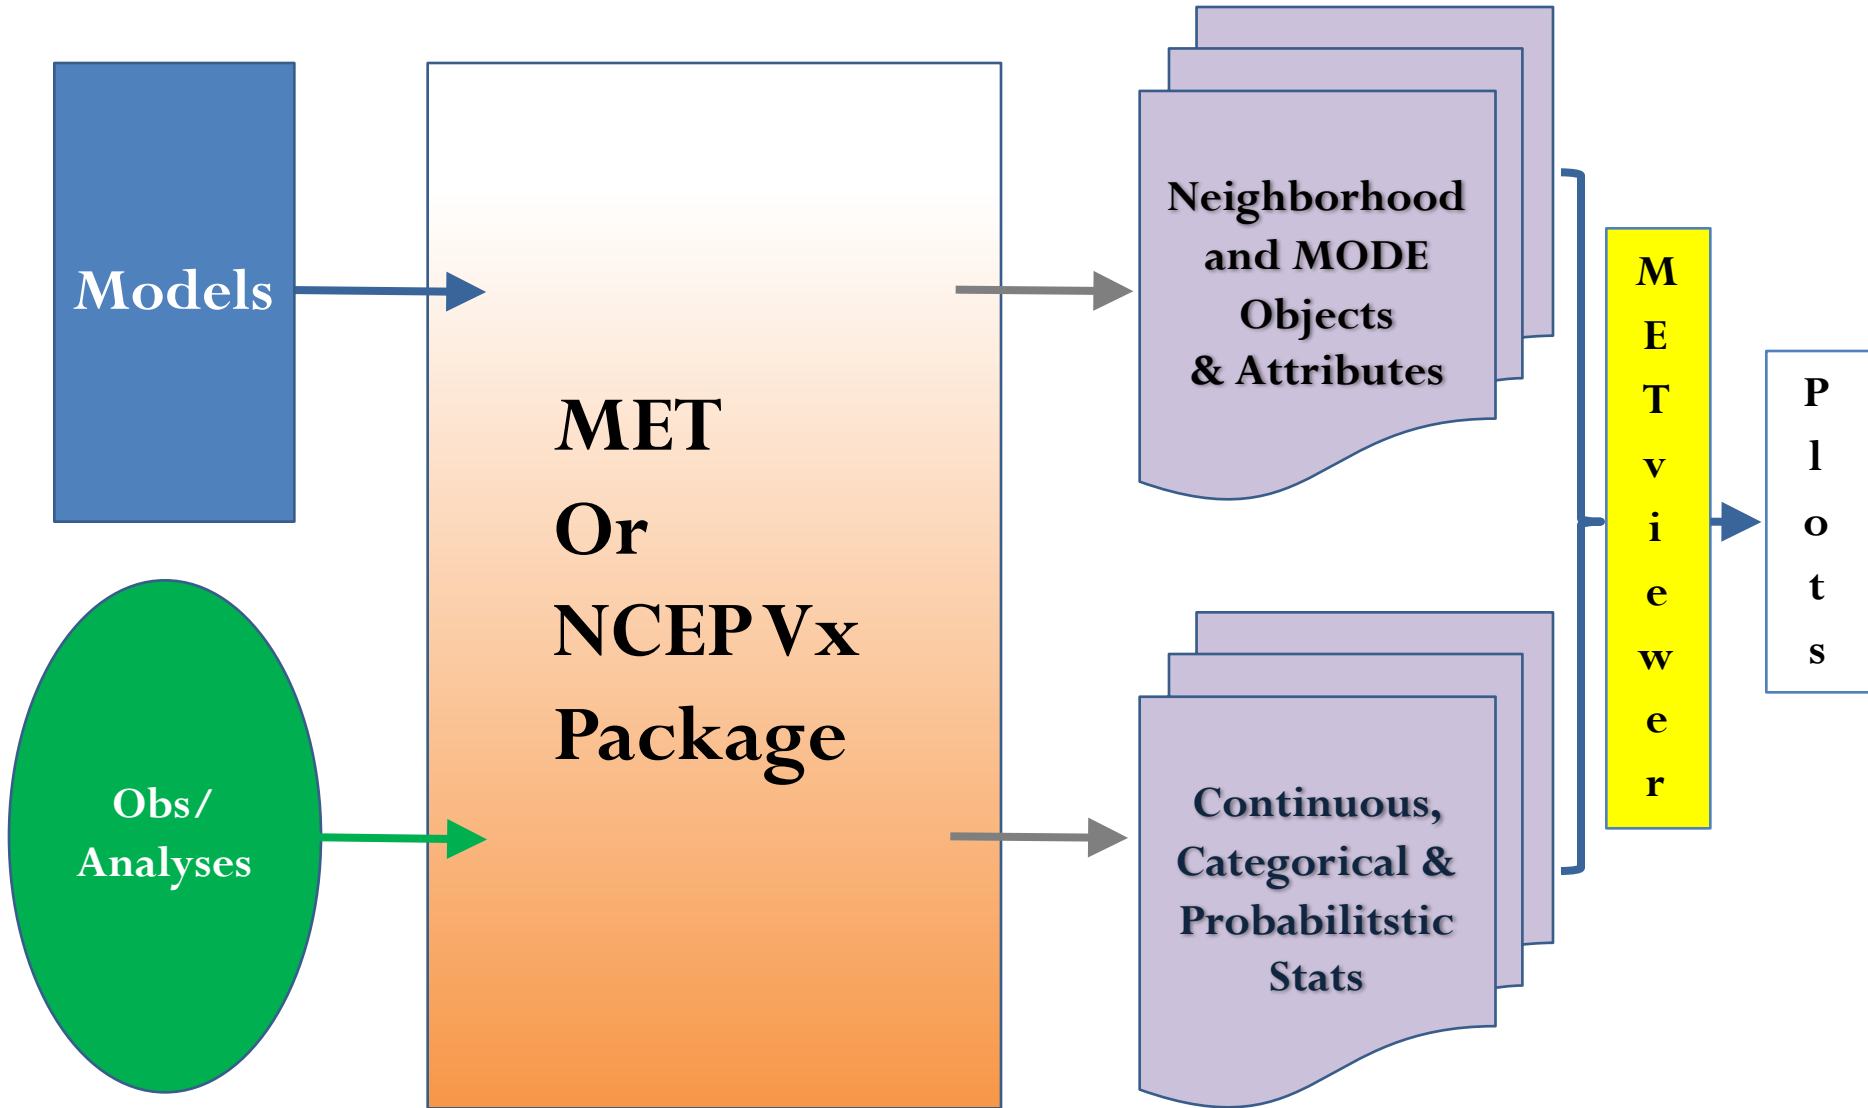 Models
Obs/
Analyses
MET
Or
NCEP Vx
Package
Neighborhood
and MODE
Objects
& Attributes
Continuous,
Categorical &
Probabilitstic
Stats
METviewer
Plots